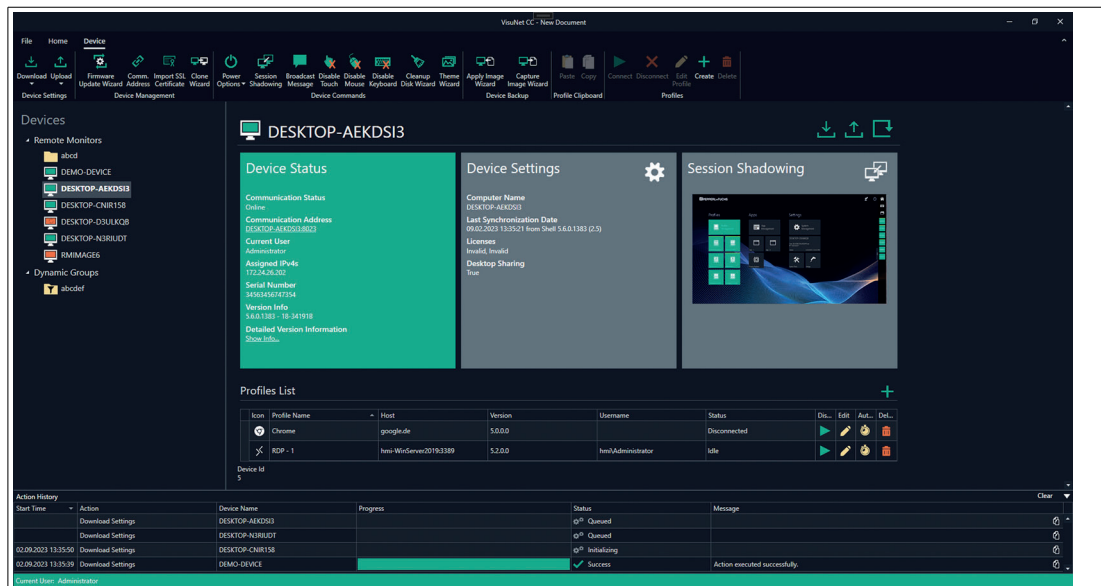 VisuNet CC - New Document
File Home Device
Download Upload Firmware Update Wizard Comm. Address Import SSL Certificate Clone Wizard Power Options Session Shadowing Broadcast Message Disable Touch Disable Mouse Disable Keyboard Cleanup Disk Wizard Theme Wizard Apply Image Wizard Capture Image Wizard Paste Copy Connect Disconnect Edit Profile Create Delete
Device Settings Device Management Device Commands Device Backup Profile Clipboard Profiles
Devices
Remote Monitors
abcd
DEMO-DEVICE
DESKTOP-AEKDSI3
DESKTOP-CNIR158
DESKTOP-D3ULKQB
DESKTOP-N3RIUDT
RMIMAGE6
Dynamic Groups
abcdef
DESKTOP-AEKDSI3
Device Status
Communication Status
Online
Communication Address
DESKTOP-AEKDSI3:8023
Current User
Administrator
Assigned IPv4s
172.24.26.202
Serial Number
34563456747354
Version Info
5.6.0.1383 - 18-341918
Detailed Version Information
Show Info...
Device Settings
Computer Name
DESKTOP-AEKDSI3
Last Synchronization Date
09.02.2023 13:35:21 from Shell 5.6.0.1383 (2.5)
Licenses
Invalid, Invalid
Desktop Sharing
True
Session Shadowing
Profiles Apps Settings
Profiles List
Icon Profile Name Host Version Username Status Dis... Edit Aut... Del...
Chrome google.de 5.0.0.0 Disconnected
RDP - 1 hmi-WinServer2019:3389 5.2.0.0 hmi\Administrator Idle
Device Id
5
Action History Clear
Start Time Action Device Name Progress Status Message
Download Settings DESKTOP-AEKDSI3 Queued
Download Settings DESKTOP-N3RIUDT Queued
02.09.2023 13:35:50 Download Settings DESKTOP-CNIR158 Initializing
02.09.2023 13:35:39 Download Settings DEMO-DEVICE Success Action executed successfully.
Current User: Administrator